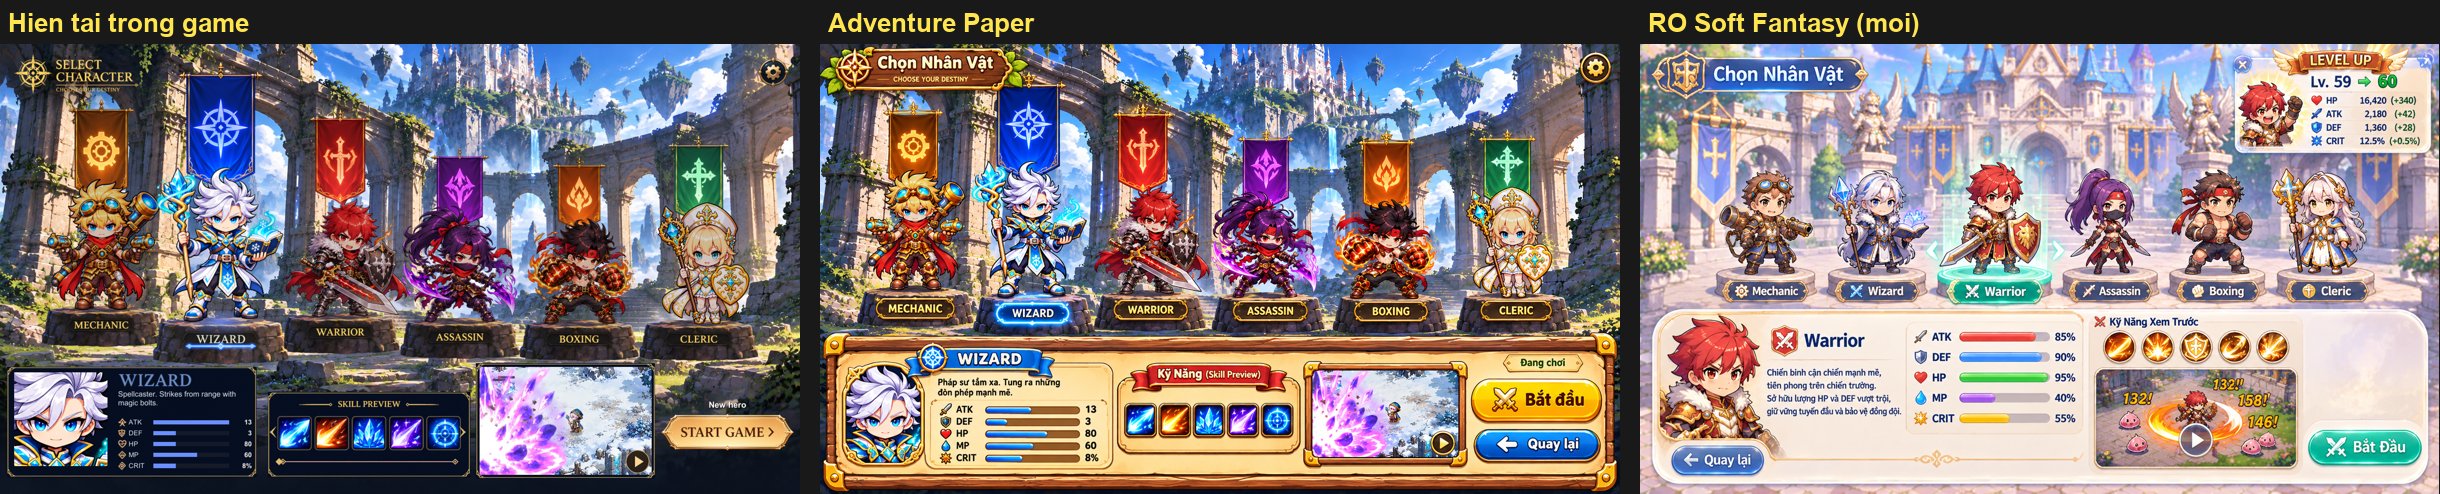 Hien tai trong game
SELECT
CHARACTER
CHOOSE YOUR DESTINY
MECHANIC
WIZARD
WARRIOR
ASSASSIN
BOXING
CLERIC
WIZARD
Spellcaster. Strikes from range with
magic bolts.
ATK 13
DEF 3
HP 80
MP 60
CRIT 8%
SKILL PREVIEW
New hero
START GAME >
Adventure Paper
Chọn Nhân Vật
CHOOSE YOUR DESTINY
MECHANIC
WIZARD
WARRIOR
ASSASSIN
BOXING
CLERIC
WIZARD
Pháp sư tầm xa. Tung ra những
đòn phép mạnh mẽ.
ATK 13
DEF 3
HP 80
MP 60
CRIT 8%
Kỹ Năng (Skill Preview)
Đang chơi
Bắt đầu
Quay lại
RO Soft Fantasy (moi)
Chọn Nhân Vật
LEVEL UP
Lv. 59 → 60
HP 16,420 (+340)
ATK 2,180 (+42)
DEF 1,360 (+28)
CRIT 12.5% (+0.5%)
Mechanic
Wizard
Warrior
Assassin
Boxing
Cleric
Warrior
Chiến binh cận chiến mạnh mẽ,
tiên phong trên chiến trường.
Sở hữu lượng HP và DEF vượt trội,
giữ vững tuyến đầu và bảo vệ đồng đội.
ATK 85%
DEF 90%
HP 95%
MP 40%
CRIT 55%
Kỹ Năng Xem Trước
132!!
132!
158!
146!
Quay lại
Bắt Đầu